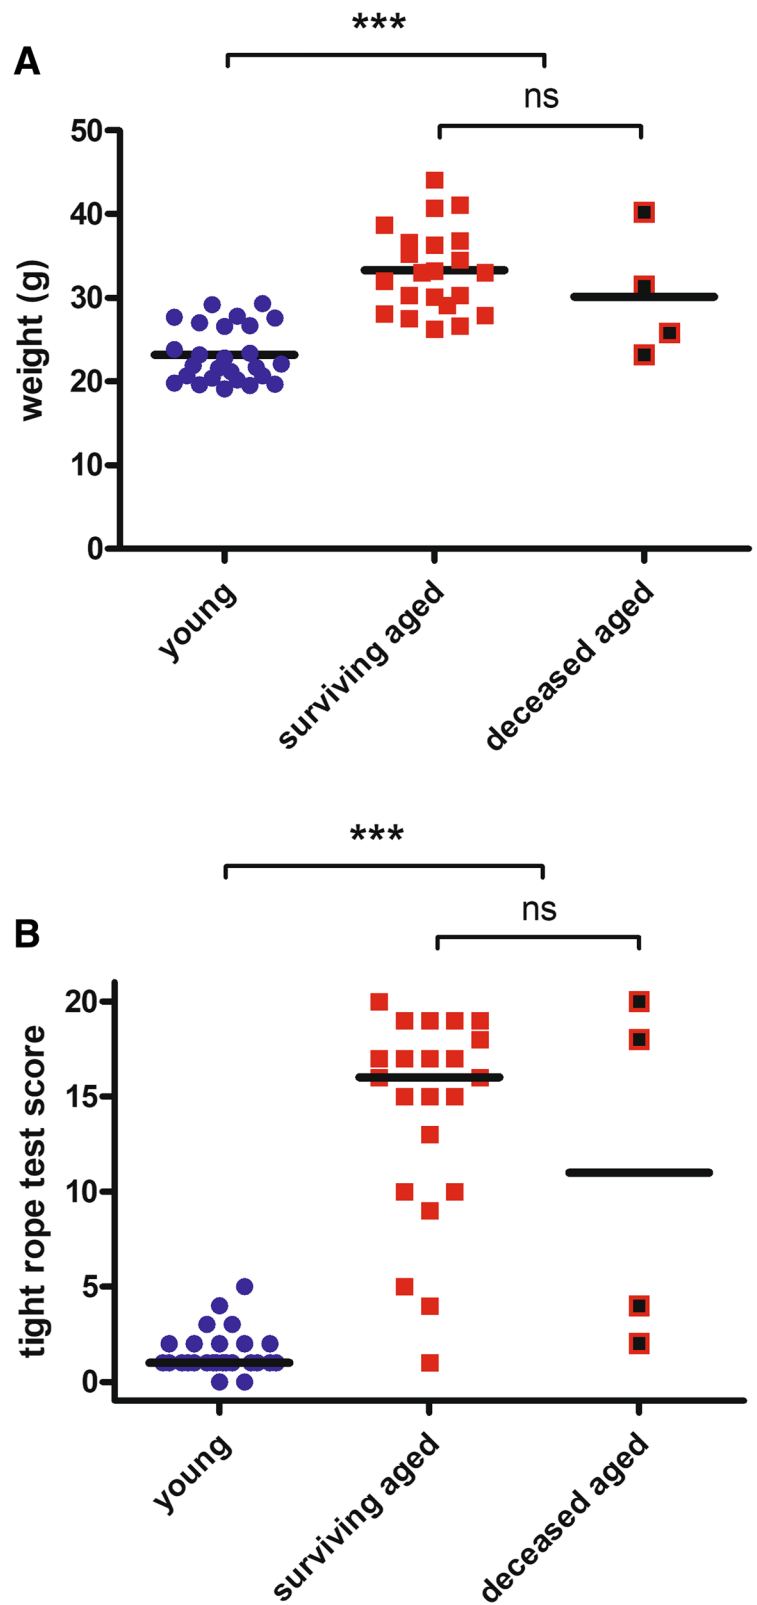 ***
A
ns
50
40
30
20
10
0
weight (g)
young
surviving aged
deceased aged
***
B
ns
20
15
10
5
0
tight rope test score
young
surviving aged
deceased aged